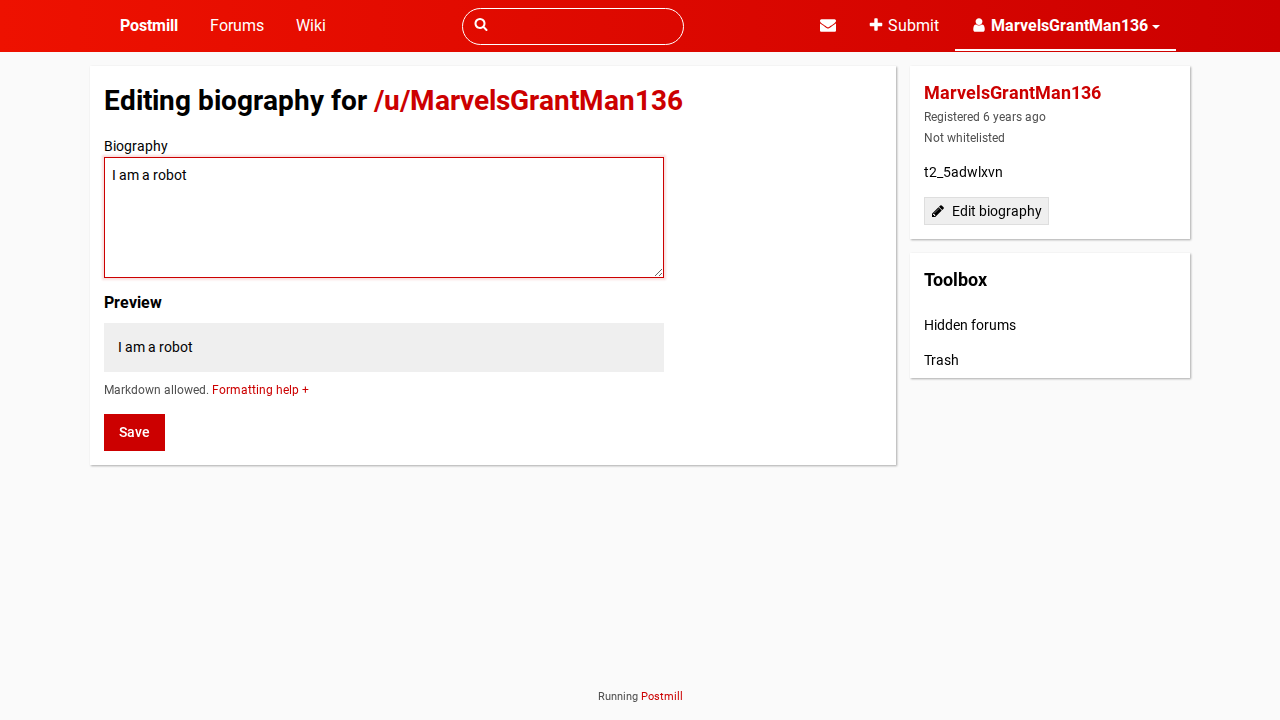 Postmill Forums Wiki Submit MarvelsGrantMan136
Editing biography for /u/MarvelsGrantMan136
Biography
I am a robot
Preview
I am a robot
Markdown allowed. Formatting help +
Save
MarvelsGrantMan136
Registered 6 years ago
Not whitelisted
t2_5adwlxvn
Edit biography
Toolbox
Hidden forums
Trash
Running Postmill